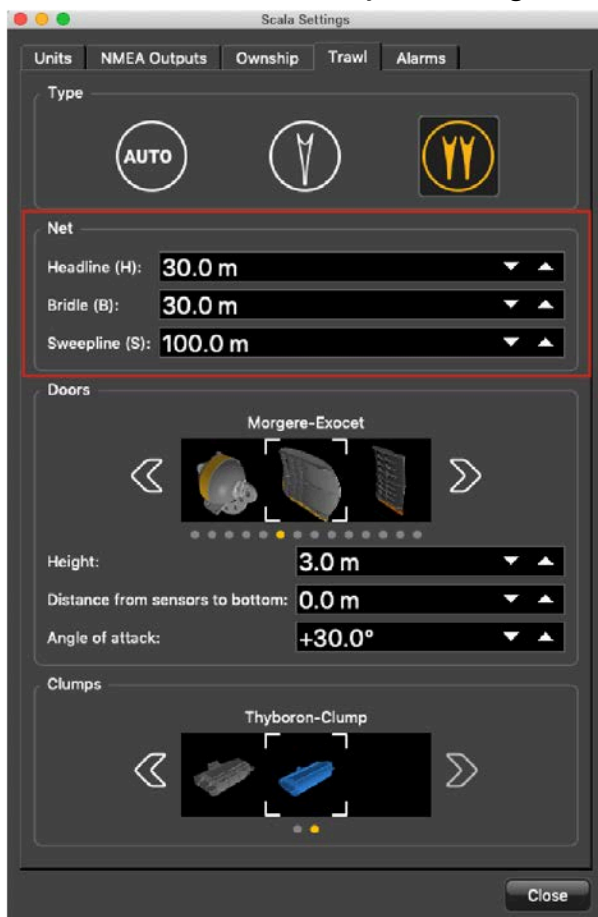 Scala Settings
Units NMEA Outputs Ownship Trawl Alarms
Type
AUTO
Net
Headline (H): 30.0 m
Bridle (B): 30.0 m
Sweepline (S): 100.0 m
Doors
Morgere-Exocet
Height: 3.0 m
Distance from sensors to bottom: 0.0 m
Angle of attack: +30.0°
Clumps
Thyboron-Clump
Close